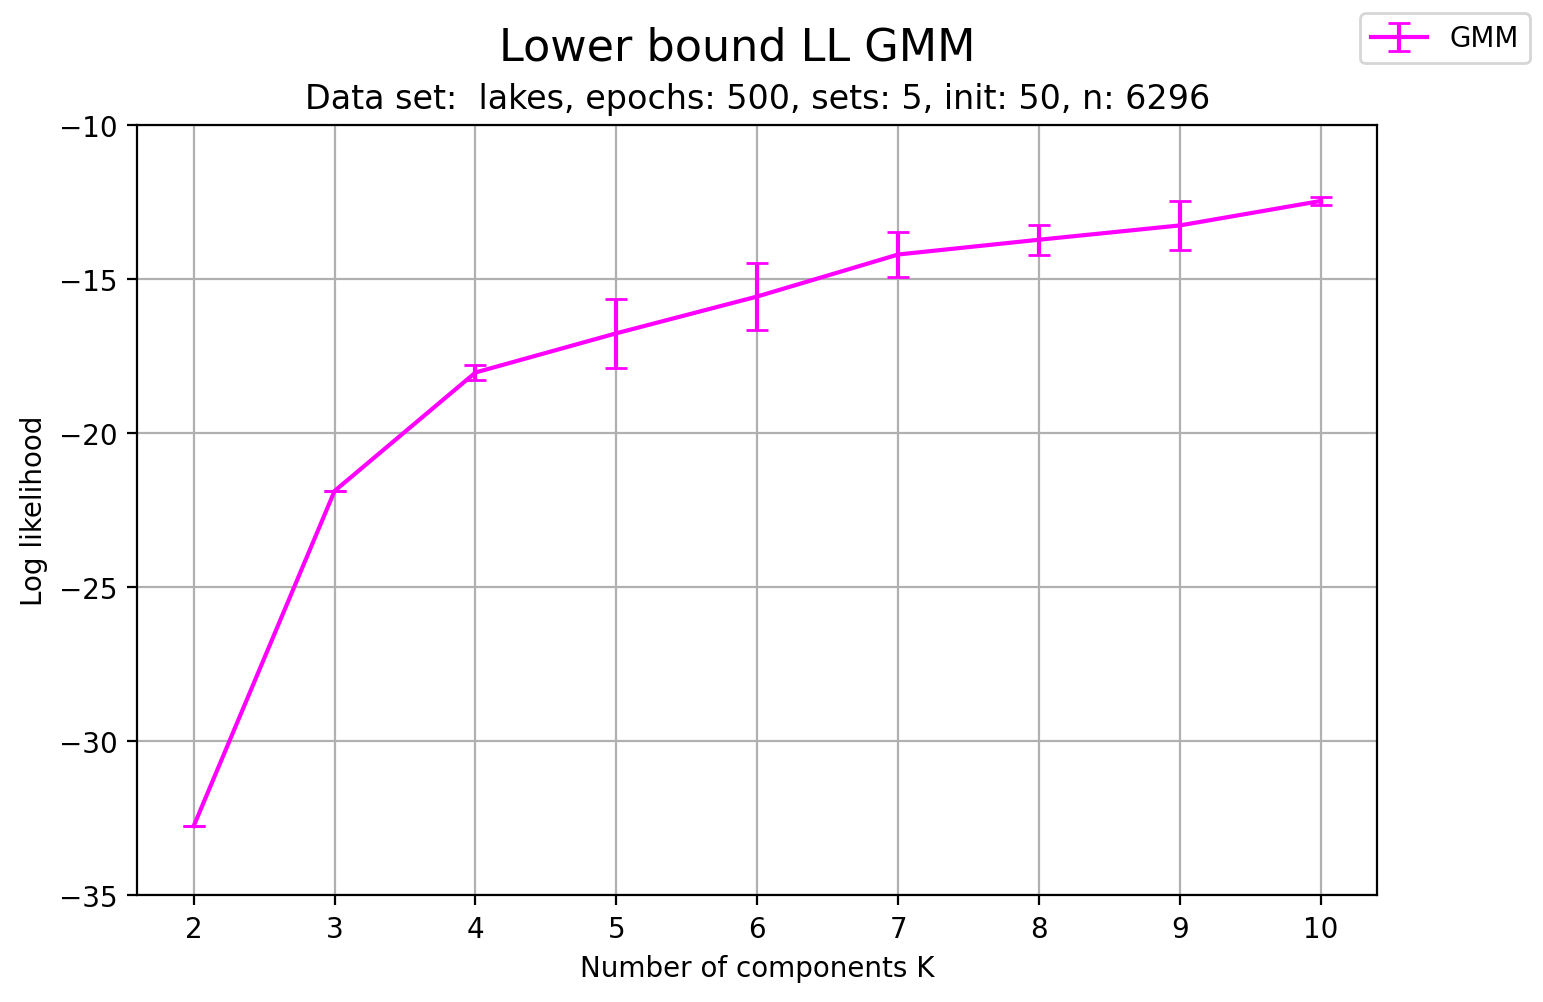 Lower bound LL GMM
GMM
Data set:  lakes, epochs: 500, sets: 5, init: 50, n: 6296
−10
−15
−20
−25
−30
−35
Log likelihood
2 3 4 5 6 7 8 9 10
Number of components K